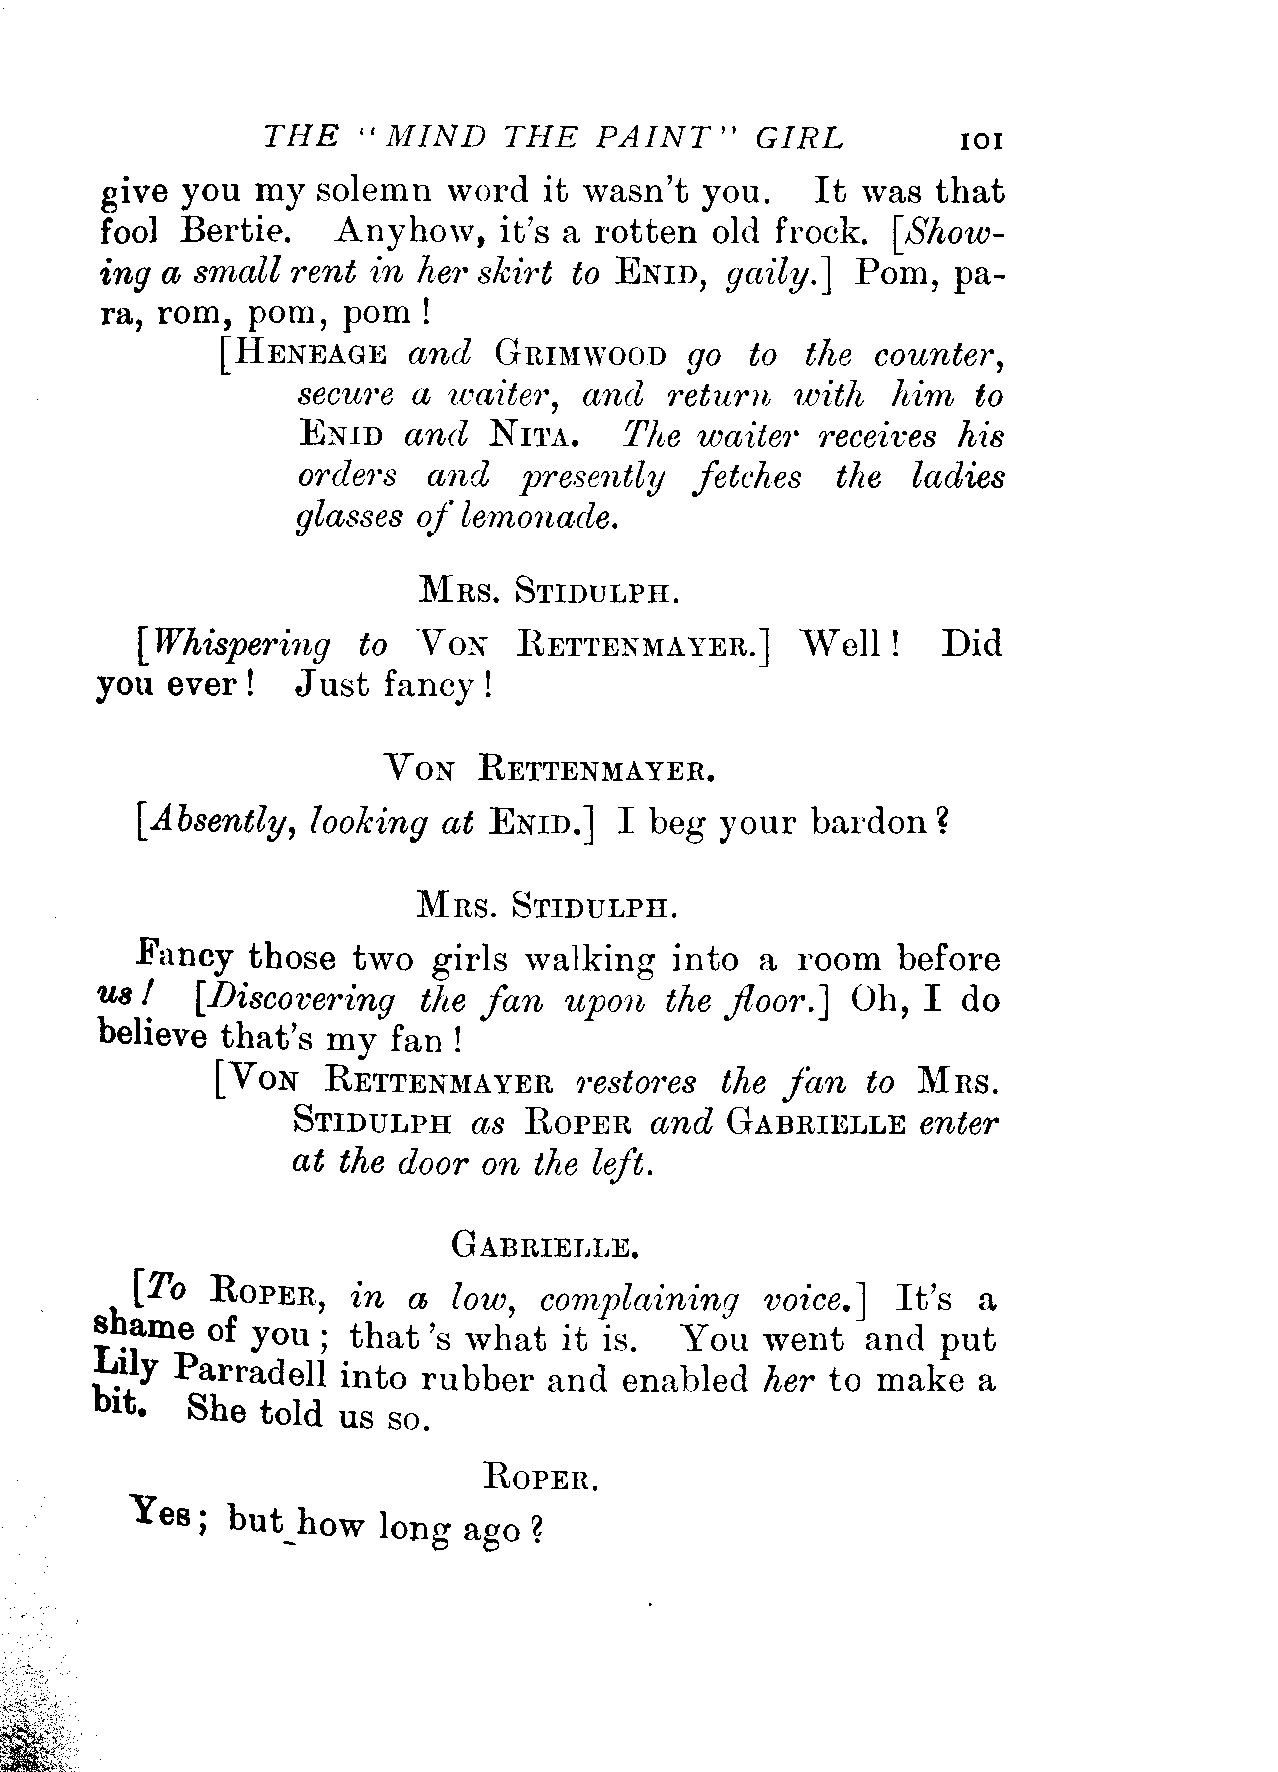 THE "MIND THE PAINT" GIRL 101
give you my solemn word it wasn't you. It was that
fool Bertie. Anyhow, it's a rotten old frock. [Show-
ing a small rent in her skirt to ENID, gaily.] Pom, pa-
ra, rom, pom, pom !
[HENEAGE and GRIMWOOD go to the counter,
secure a waiter, and return with him to
ENID and NITA. The waiter receives his
orders and presently fetches the ladies
glasses of lemonade.
MRS. STIDULPH.
[Whispering to VON RETTENMAYER.] Well ! Did
you ever ! Just fancy !
VON RETTENMAYER.
[Absently, looking at ENID.] I beg your bardon ?
MRS. STIDULPH.
Fancy those two girls walking into a room before
us ! [Discovering the fan upon the floor.] Oh, I do
believe that's my fan !
[VON RETTENMAYER restores the fan to MRS.
STIDULPH as ROPER and GABRIELLE enter
at the door on the left.
GABRIELLE.
[To ROPER, in a low, complaining voice.] It's a
shame of you ; that 's what it is. You went and put
Lily Parradell into rubber and enabled her to make a
bit. She told us so.
ROPER.
Yes ; but how long ago ?